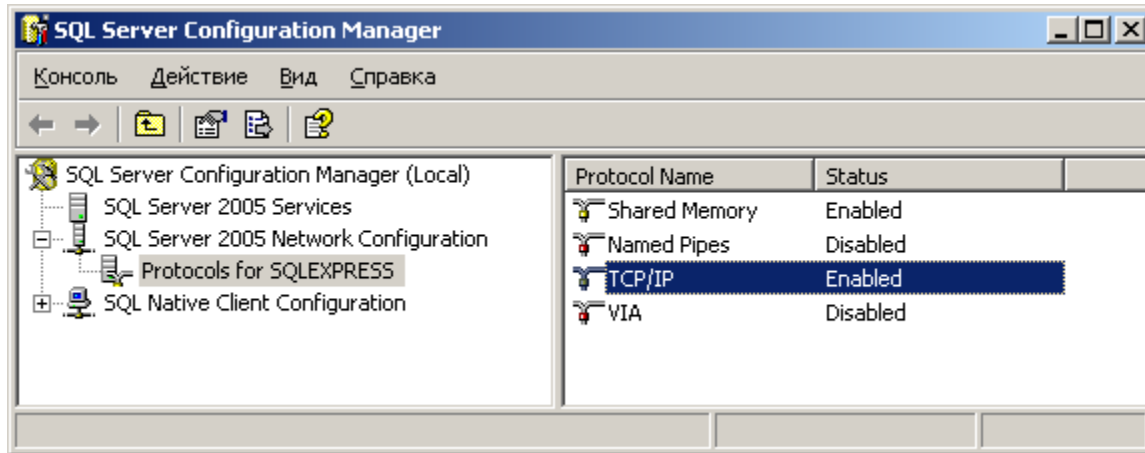 SQL Server Configuration Manager
Консоль Действие Вид Справка
SQL Server Configuration Manager (Local)
SQL Server 2005 Services
SQL Server 2005 Network Configuration
Protocols for SQLEXPRESS
SQL Native Client Configuration
Protocol Name Status
Shared Memory Enabled
Named Pipes Disabled
TCP/IP Enabled
VIA Disabled